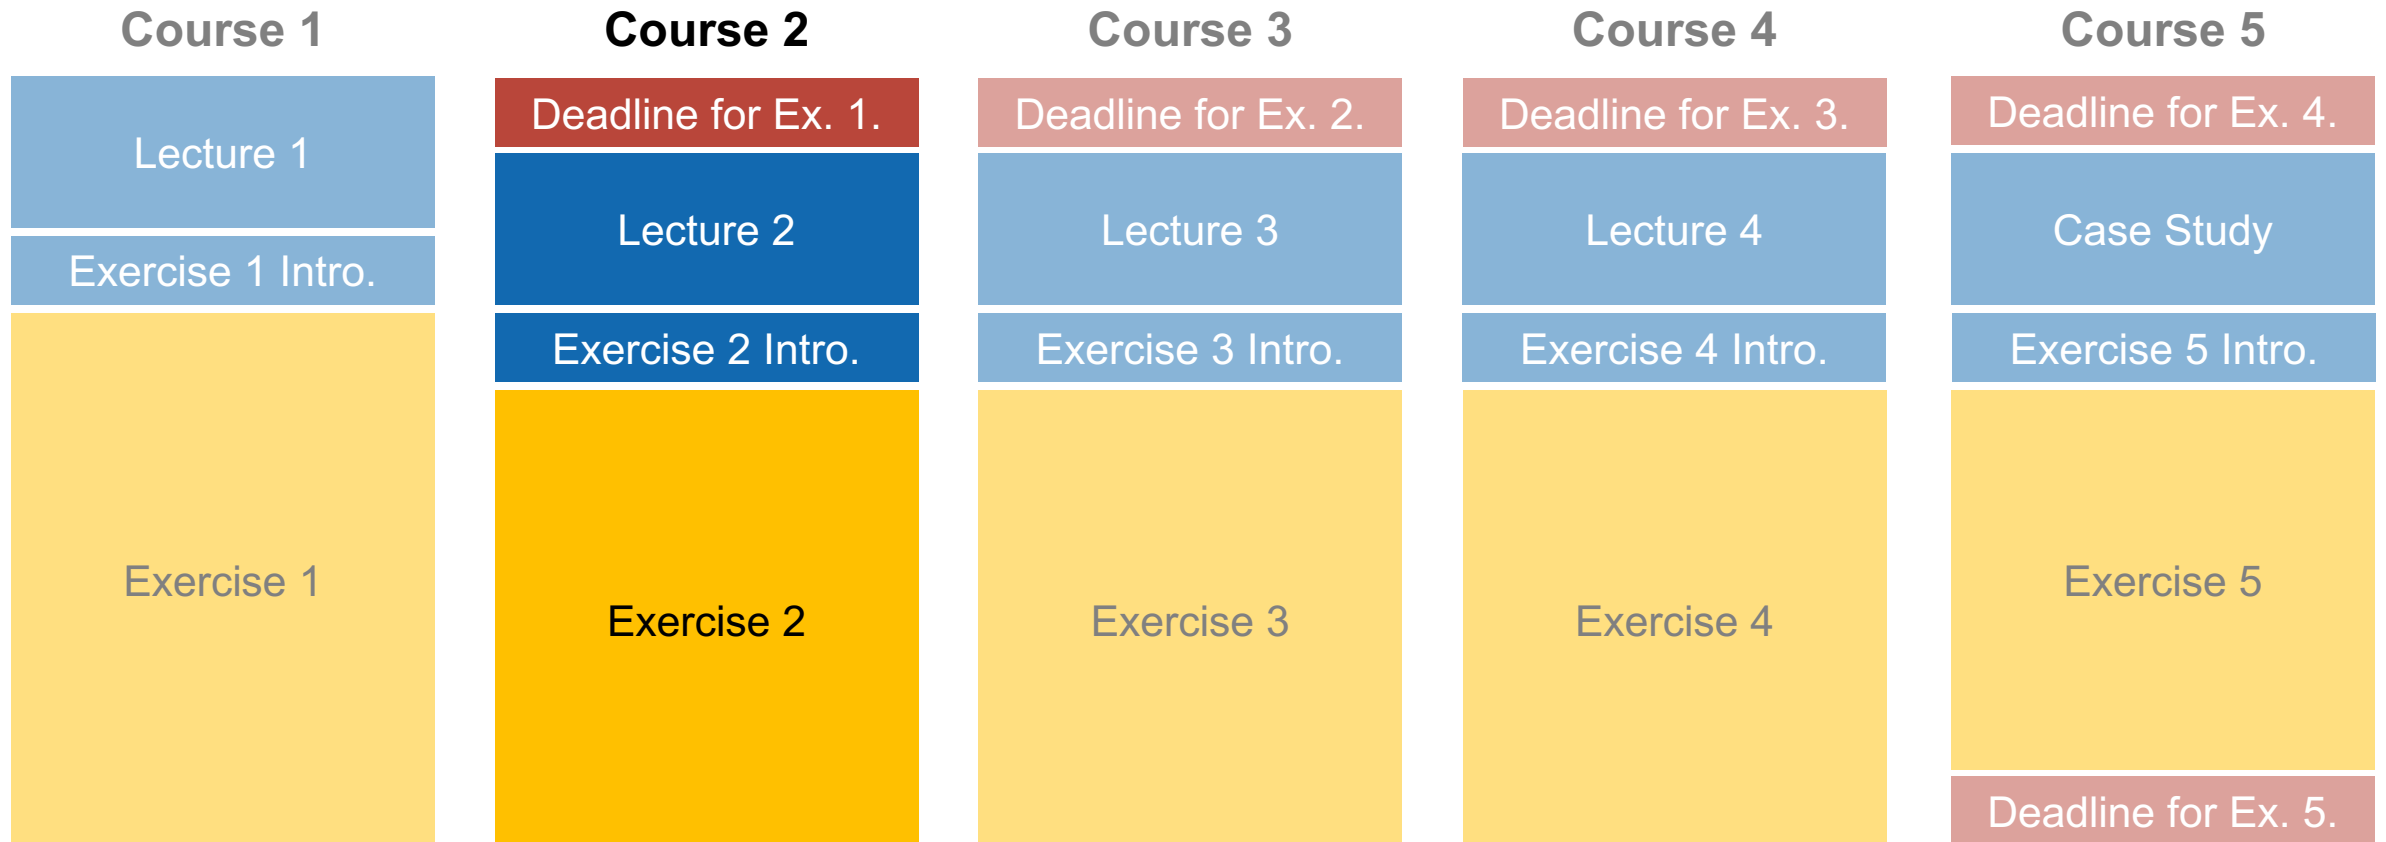 Course 1
Lecture 1
Exercise 1 Intro.
Exercise 1
Course 2
Deadline for Ex. 1.
Lecture 2
Exercise 2 Intro.
Exercise 2
Course 3
Deadline for Ex. 2.
Lecture 3
Exercise 3 Intro.
Exercise 3
Course 4
Deadline for Ex. 3.
Lecture 4
Exercise 4 Intro.
Exercise 4
Course 5
Deadline for Ex. 4.
Case Study
Exercise 5 Intro.
Exercise 5
Deadline for Ex. 5.